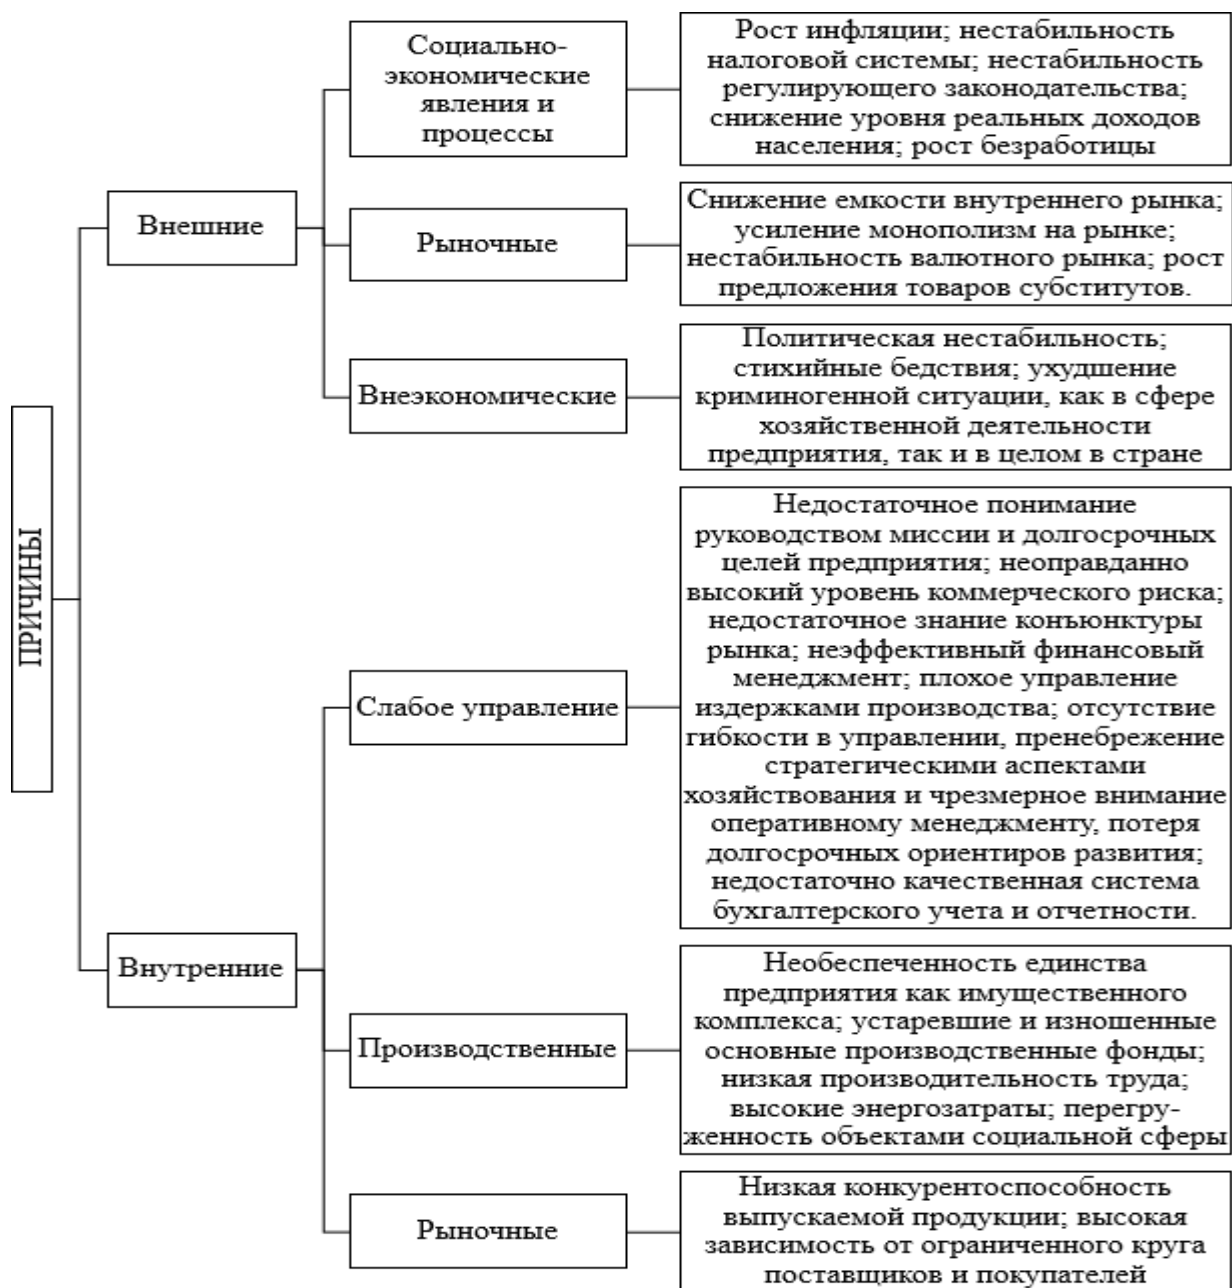 ПРИЧИНЫ
Внешние
Социально-
экономические
явления и
процессы
Рост инфляции; нестабильность
налоговой системы; нестабильность
регулирующего законодательства;
снижение уровня реальных доходов
населения; рост безработицы
Рыночные
Снижение емкости внутреннего рынка;
усиление монополизм на рынке;
нестабильность валютного рынка; рост
предложения товаров субститутов.
Внеэкономические
Политическая нестабильность;
стихийные бедствия; ухудшение
криминогенной ситуации, как в сфере
хозяйственной деятельности
предприятия, так и в целом в стране
Внутренние
Слабое управление
Недостаточное понимание
руководством миссии и долгосрочных
целей предприятия; неоправданно
высокий уровень коммерческого риска;
недостаточное знание конъюнктуры
рынка; неэффективный финансовый
менеджмент; плохое управление
издержками производства; отсутствие
гибкости в управлении, пренебрежение
стратегическими аспектами
хозяйствования и чрезмерное внимание
оперативному менеджменту, потеря
долгосрочных ориентиров развития;
недостаточно качественная система
бухгалтерского учета и отчетности.
Производственные
Необеспеченность единства
предприятия как имущественного
комплекса; устаревшие и изношенные
основные производственные фонды;
низкая производительность труда;
высокие энергозатраты; перегру-
женность объектами социальной сферы
Рыночные
Низкая конкурентоспособность
выпускаемой продукции; высокая
зависимость от ограниченного круга
поставщиков и покупателей